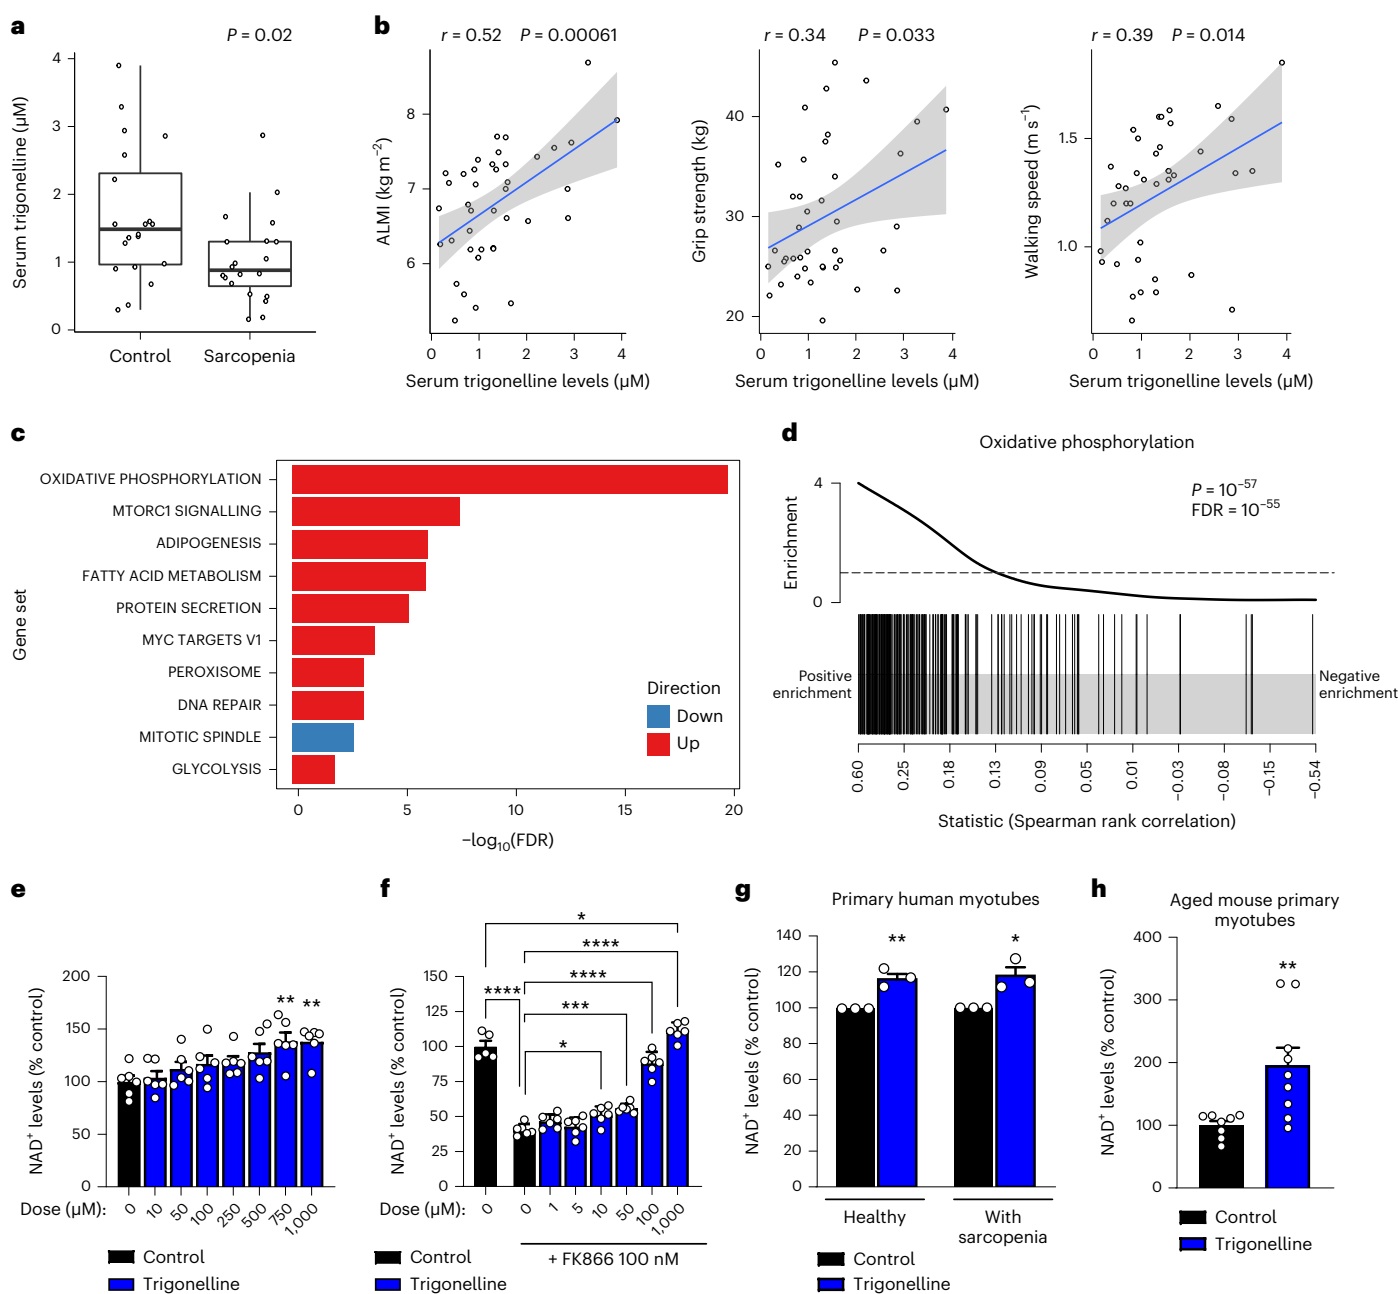 a
P = 0.02
Serum trigonelline (µM)
4
3
2
1
0
Control
Sarcopenia
b
r = 0.52 P = 0.00061
ALMI (kg m−2)
8
7
6
0 1 2 3 4
Serum trigonelline levels (µM)
r = 0.34 P = 0.033
Grip strength (kg)
40
30
20
0 1 2 3 4
Serum trigonelline levels (µM)
r = 0.39 P = 0.014
Walking speed (m s−1)
1.5
1.0
0 1 2 3 4
Serum trigonelline levels (µM)
c
Gene set
OXIDATIVE PHOSPHORYLATION
MTORC1 SIGNALLING
ADIPOGENESIS
FATTY ACID METABOLISM
PROTEIN SECRETION
MYC TARGETS V1
PEROXISOME
DNA REPAIR
MITOTIC SPINDLE
GLYCOLYSIS
Direction
Down
Up
0 5 10 15 20
−log10(FDR)
d
Oxidative phosphorylation
Enrichment
4
0
P = 10−57
FDR = 10−55
Positive
enrichment
Negative
enrichment
0.60 0.25 0.18 0.13 0.09 0.05 0.01 −0.03 −0.08 −0.15 −0.54
Statistic (Spearman rank correlation)
e
NAD+ levels (% control)
200
150
100
50
0
** **
Dose (µM): 0 10 50 100 250 500 750 1,000
Control
Trigonelline
f
NAD+ levels (% control)
150
125
100
75
50
25
0
*
****
****
****
***
*
Dose (µM): 0 0 1 5 10 50 100 1,000
+ FK866 100 nM
Control
Trigonelline
g
Primary human myotubes
NAD+ levels (% control)
140
120
100
80
60
40
20
0
** *
Healthy
With
sarcopenia
Control
Trigonelline
h
Aged mouse primary
myotubes
NAD+ levels (% control)
400
300
200
100
0
**
Control
Trigonelline